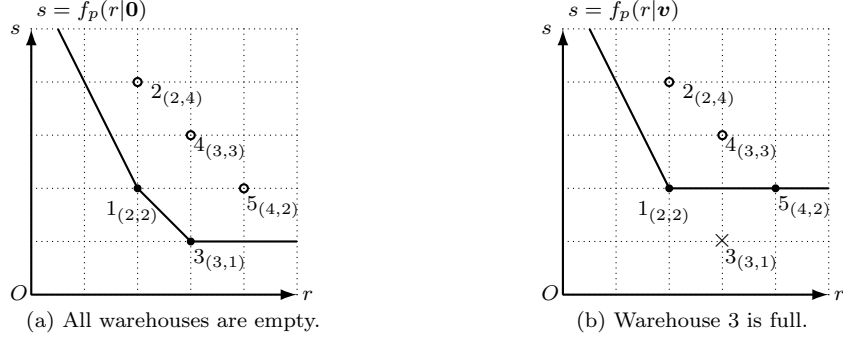 s = f_p(r|𝟎)
s
2_(2,4)
4_(3,3)
1_(2,2)
5_(4,2)
3_(3,1)
O
r
(a) All warehouses are empty.
s = f_p(r|𝒗)
s
2_(2,4)
4_(3,3)
1_(2,2)
5_(4,2)
3_(3,1)
O
r
(b) Warehouse 3 is full.